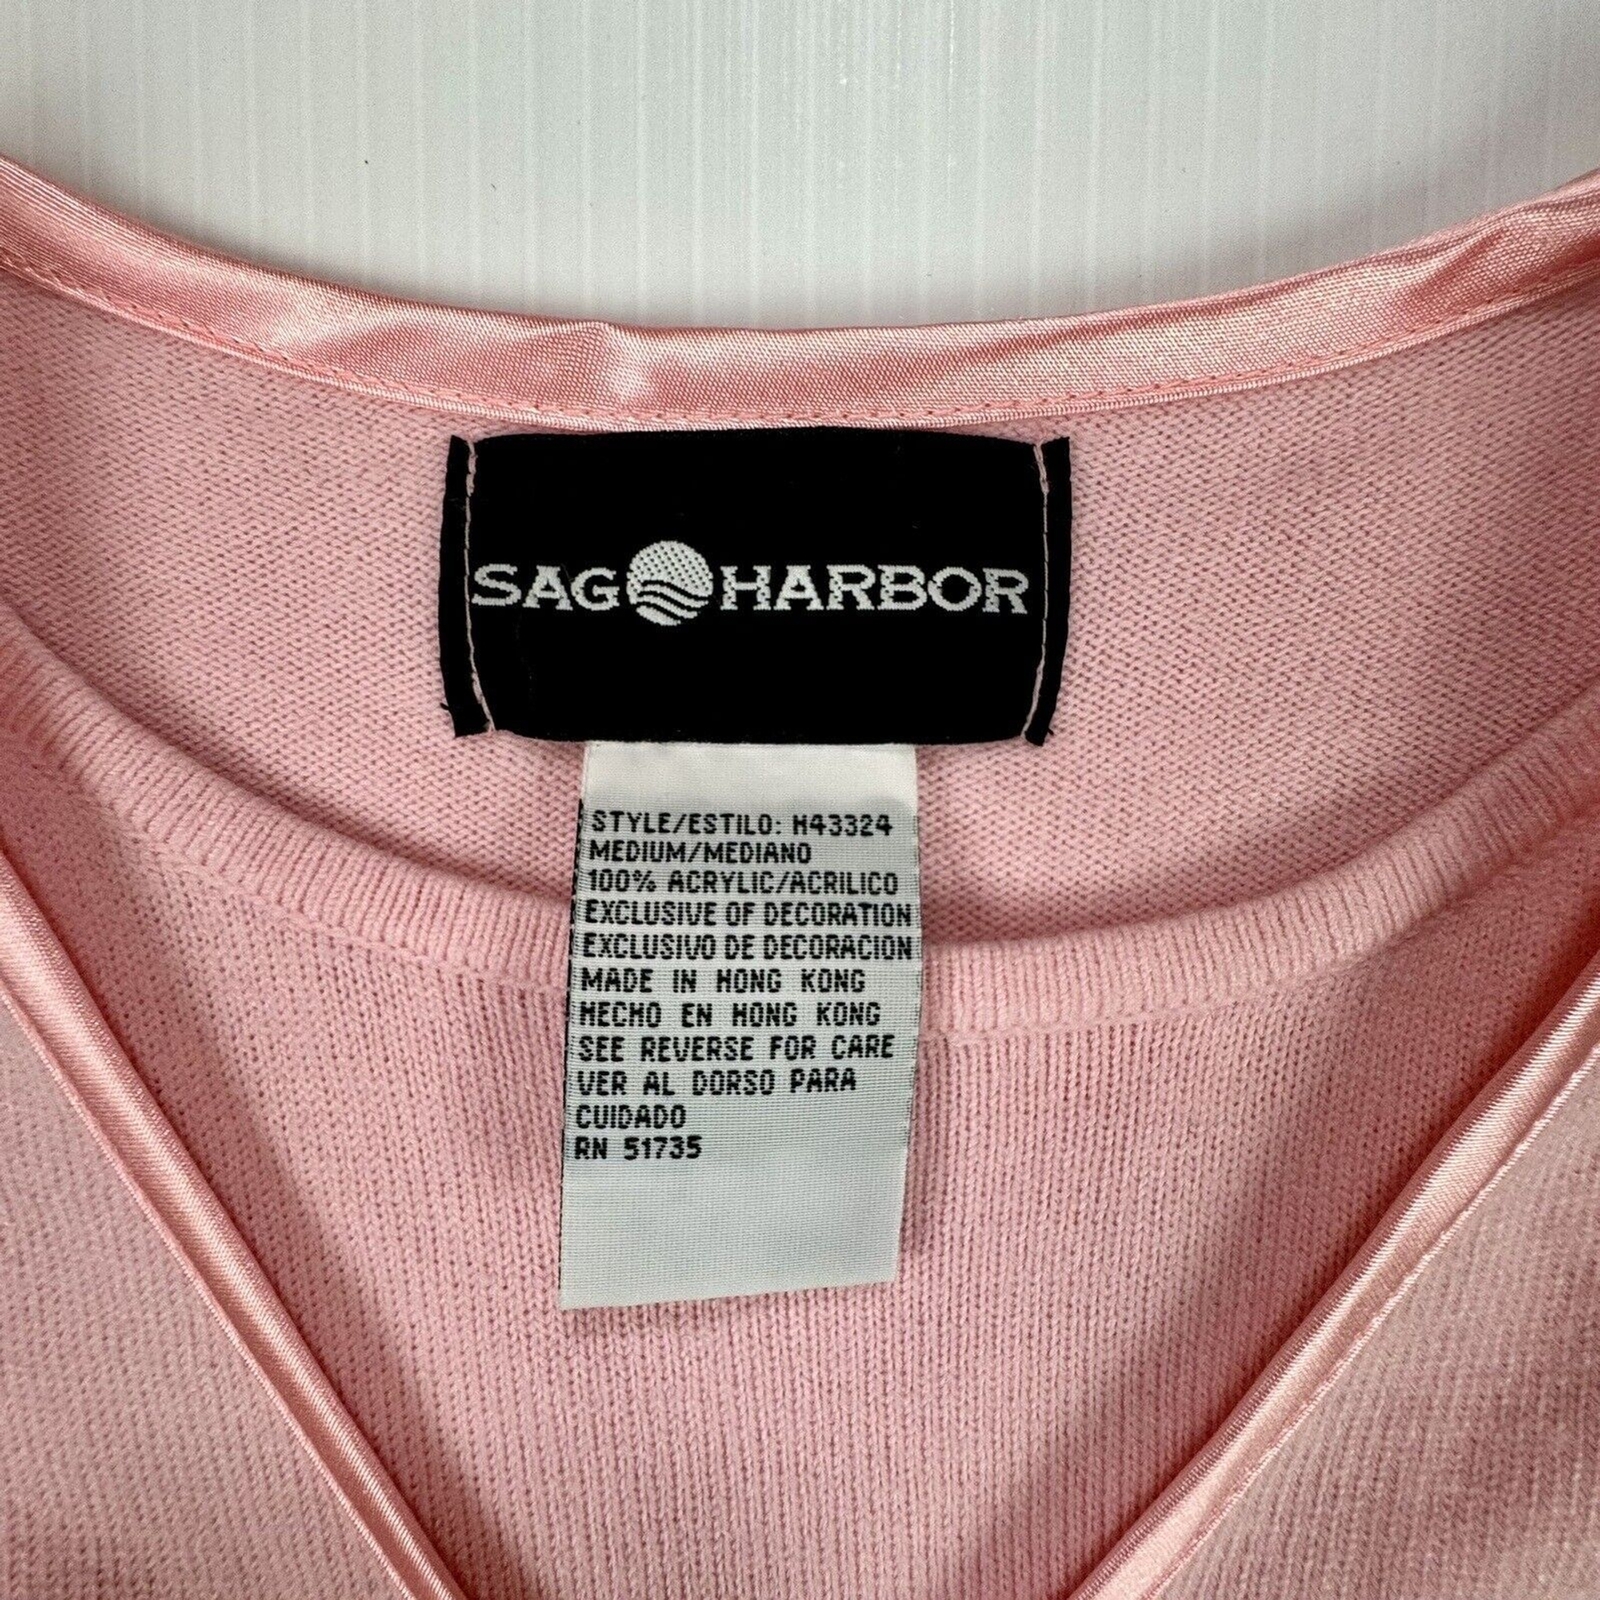 SAG HARBOR
STYLE/ESTILO: H43324
MEDIUM/MEDIANO
100% ACRYLIC/ACRILICO
EXCLUSIVE OF DECORATION
EXCLUSIVO DE DECORACION
MADE IN HONG KONG
HECHO EN HONG KONG
SEE REVERSE FOR CARE
VER AL DORSO PARA
CUIDADO
RN 51735